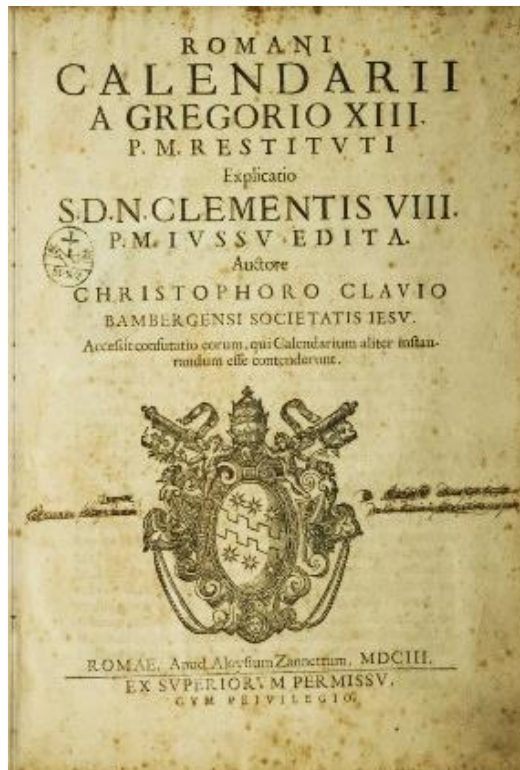 ROMANI
CALENDARII
A GREGORIO XIII.
P. M. RESTITVTI
Explicatio
S. D. N. CLEMENTIS VIII.
P. M. IVSSV EDITA.
Auctore
CHRISTOPHORO CLAVIO
BAMBERGENSI SOCIETATIS IESV.
Accessit confutatio eorum, qui Calendarium aliter instau-
randum esse contenderunt.
ROMAE, Apud Aloysium Zannettum, MDCIII.
EX SVPERIORVM PERMISSV.
CVM PRIVILEGIO.